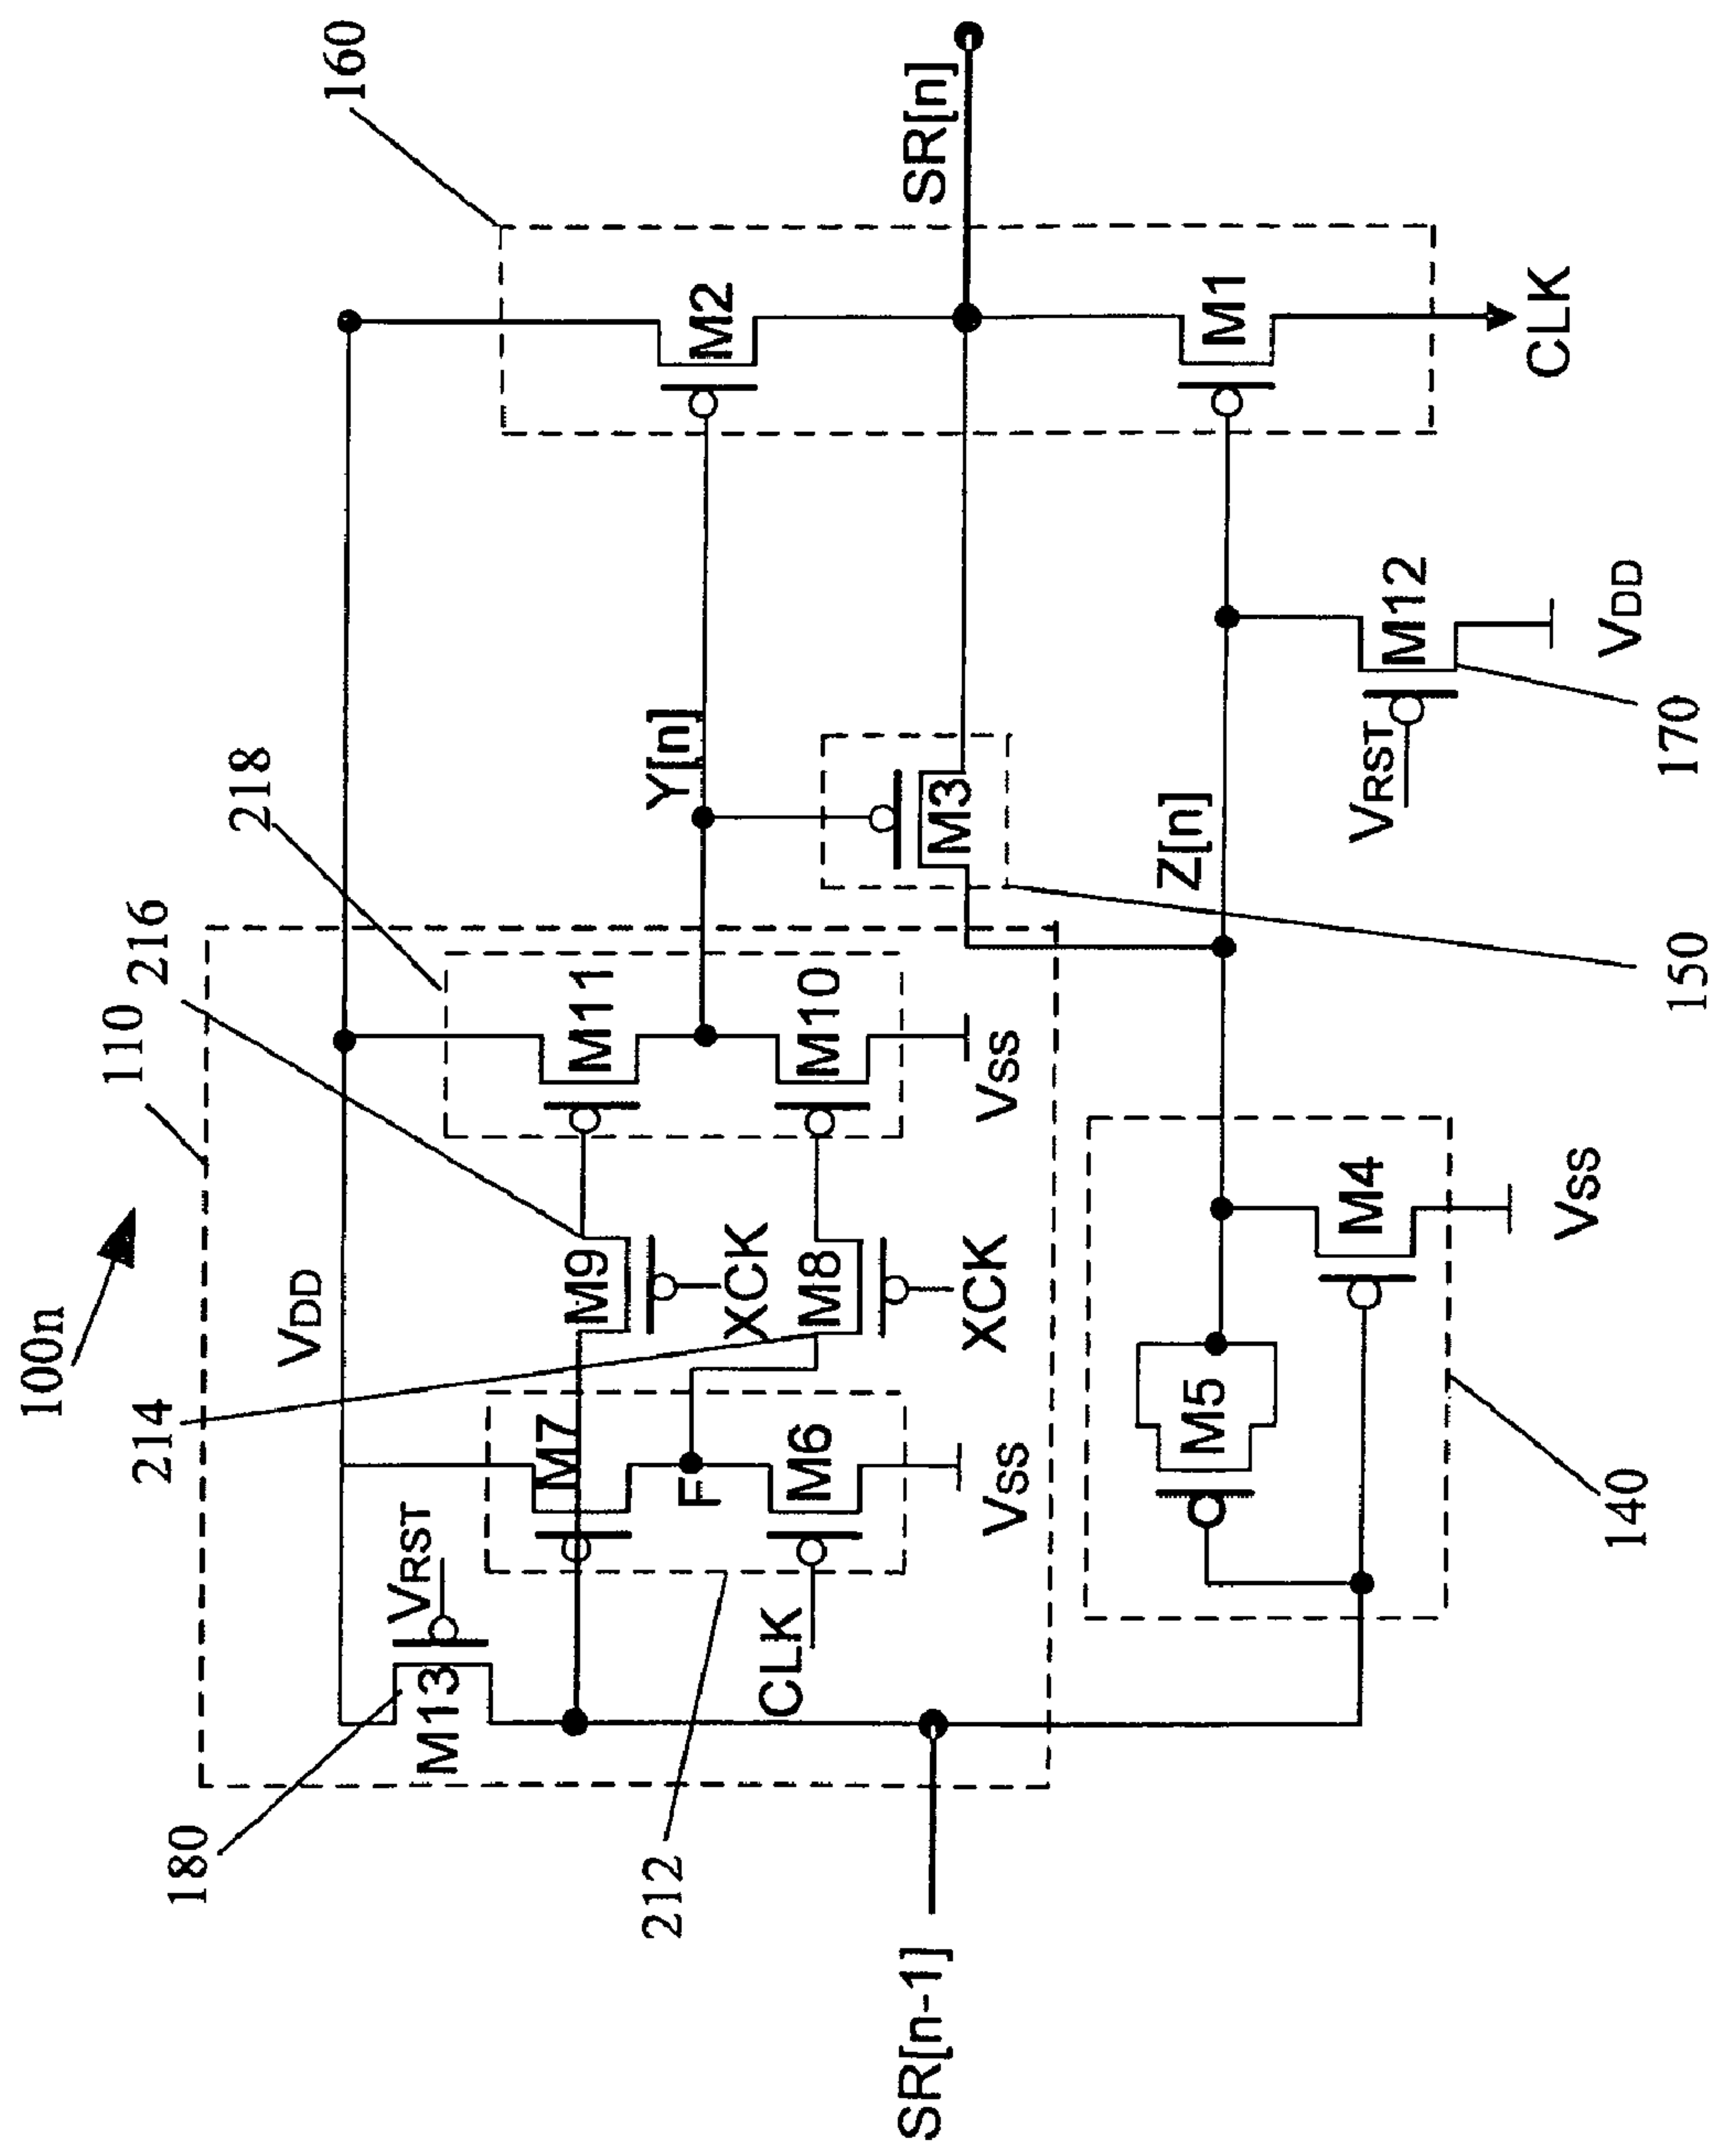 100n
110
216
218
160
180
VRST
VDD
214
M13
M7
M9
M11
Y[n]
M2
SR[n]
F
XCK
212
CLK
M6
M8
M10
M3
VSS
XCK
VSS
150
SR[n-1]
Z[n]
M1
M5
M4
VRST
M12
CLK
140
VSS
170
VDD